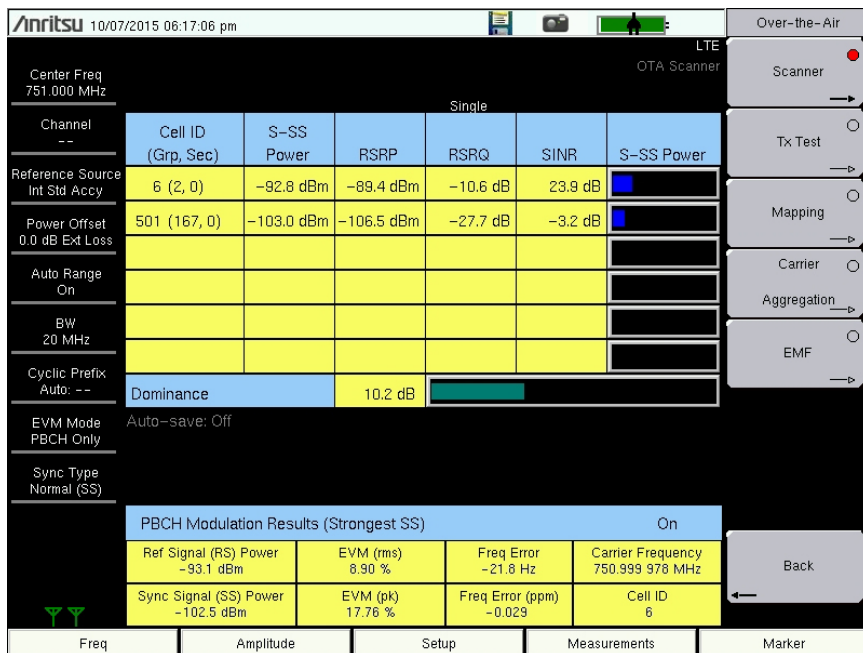 /Anritsu 10/07/2015 06:17:06 pm
Over-the-Air
LTE
OTA Scanner
Single
Center Freq
751.000 MHz
Channel
--
Reference Source
Int Std Accy
Power Offset
0.0 dB Ext Loss
Auto Range
On
BW
20 MHz
Cyclic Prefix
Auto: --
EVM Mode
PBCH Only
Sync Type
Normal (SS)
Cell ID (Grp, Sec) S-SS Power RSRP RSRQ SINR S-SS Power
6 (2, 0) -92.8 dBm -89.4 dBm -10.6 dB 23.9 dB
501 (167, 0) -103.0 dBm -106.5 dBm -27.7 dB -3.2 dB
Dominance 10.2 dB
Auto-save: Off
PBCH Modulation Results (Strongest SS) On
Ref Signal (RS) Power EVM (rms) Freq Error Carrier Frequency
-93.1 dBm 8.90 % -21.8 Hz 750.999 978 MHz
Sync Signal (SS) Power EVM (pk) Freq Error (ppm) Cell ID
-102.5 dBm 17.76 % -0.029 6
Scanner
Tx Test
Mapping
Carrier
Aggregation
EMF
Back
Freq Amplitude Setup Measurements Marker